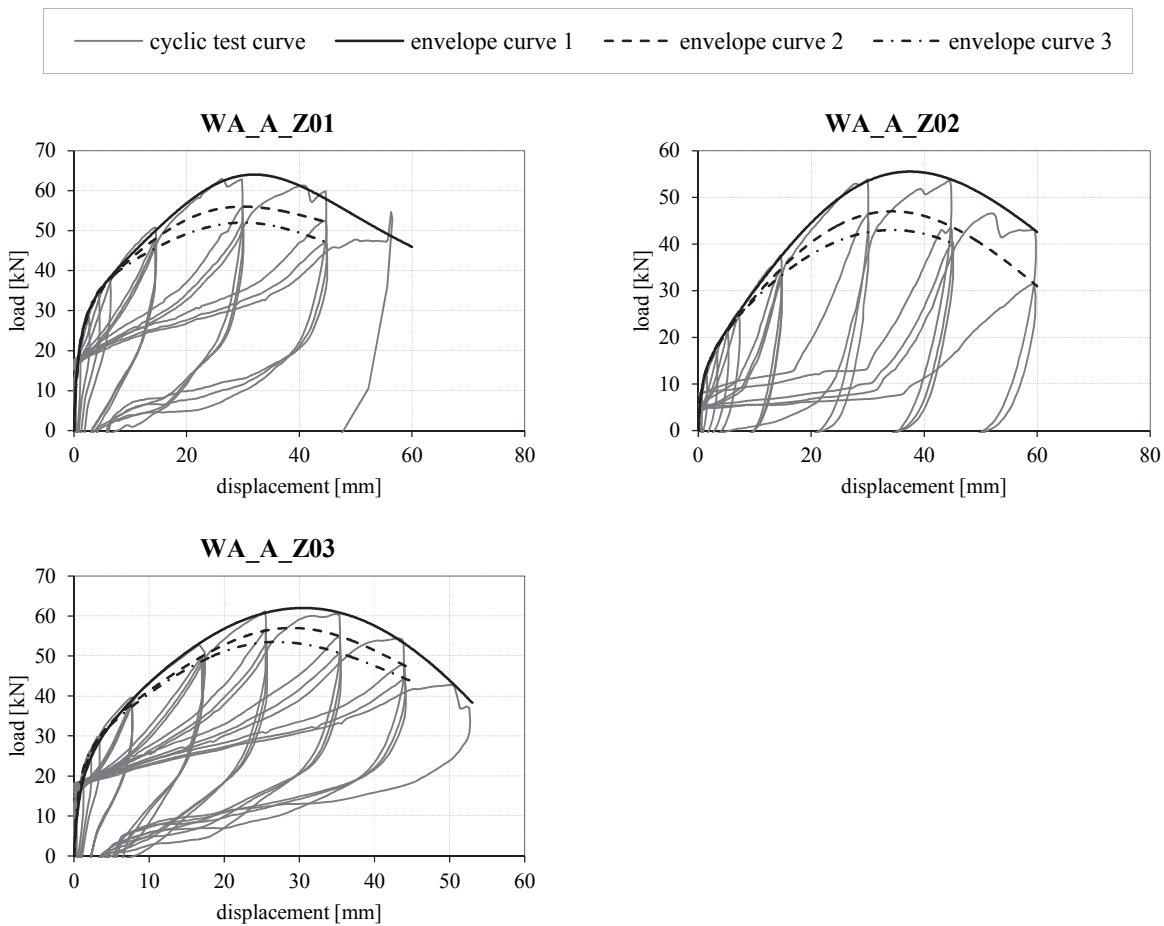 cyclic test curve envelope curve 1 envelope curve 2 envelope curve 3
WA_A_Z01
70
60
50
40
30
20
10
0
load [kN]
0 20 40 60 80
displacement [mm]
WA_A_Z02
60
50
40
30
20
10
0
load [kN]
0 20 40 60 80
displacement [mm]
WA_A_Z03
70
60
50
40
30
20
10
0
load [kN]
0 10 20 30 40 50 60
displacement [mm]